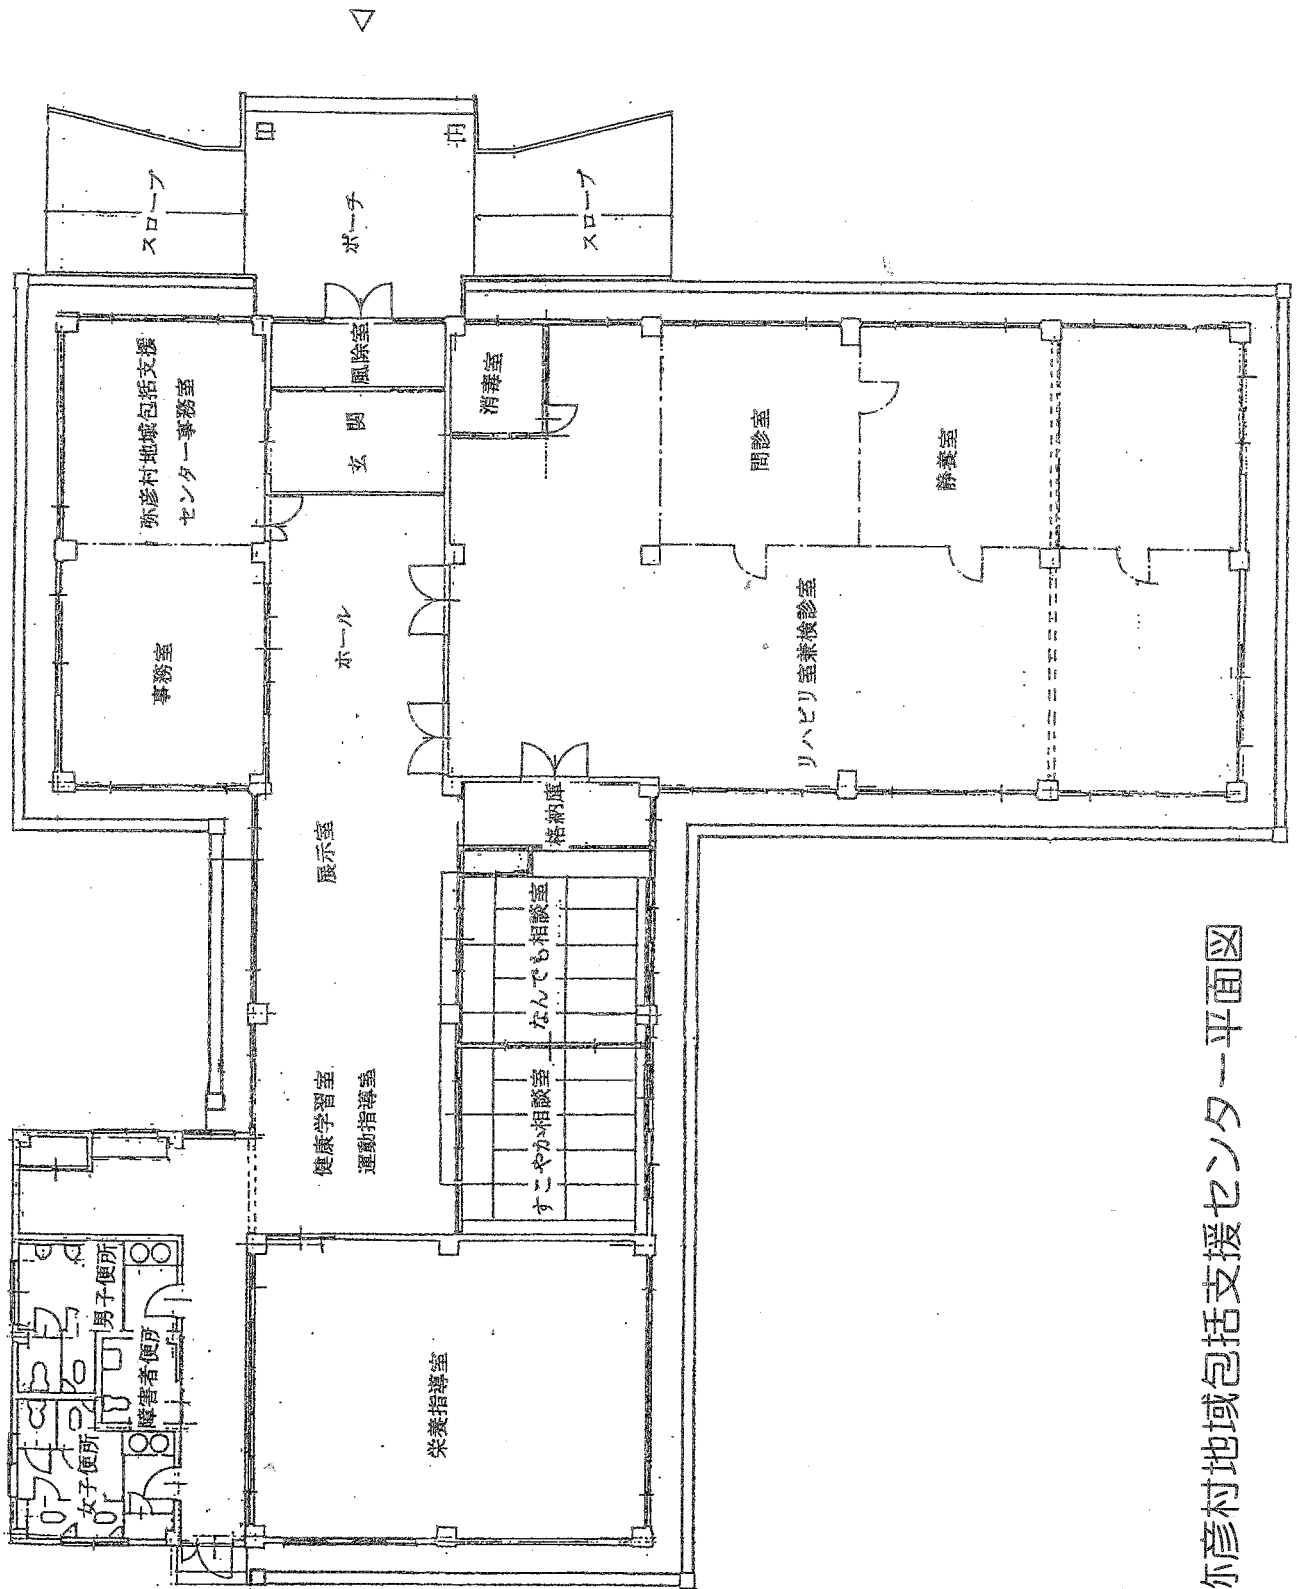 女子便所
障害者便所
男子便所
栄養指導室
健康学習室
運動指導室
すこやか相談室
なんでも相談室
展示室
格納庫
ホール
事務室
弥彦村地域包括支援
センター事務室
玄関
風除室
ポーチ
スロープ
スロープ
消毒室
問診室
静養室
リハビリ室兼検診室
弥彦村地域包括支援センター平面図